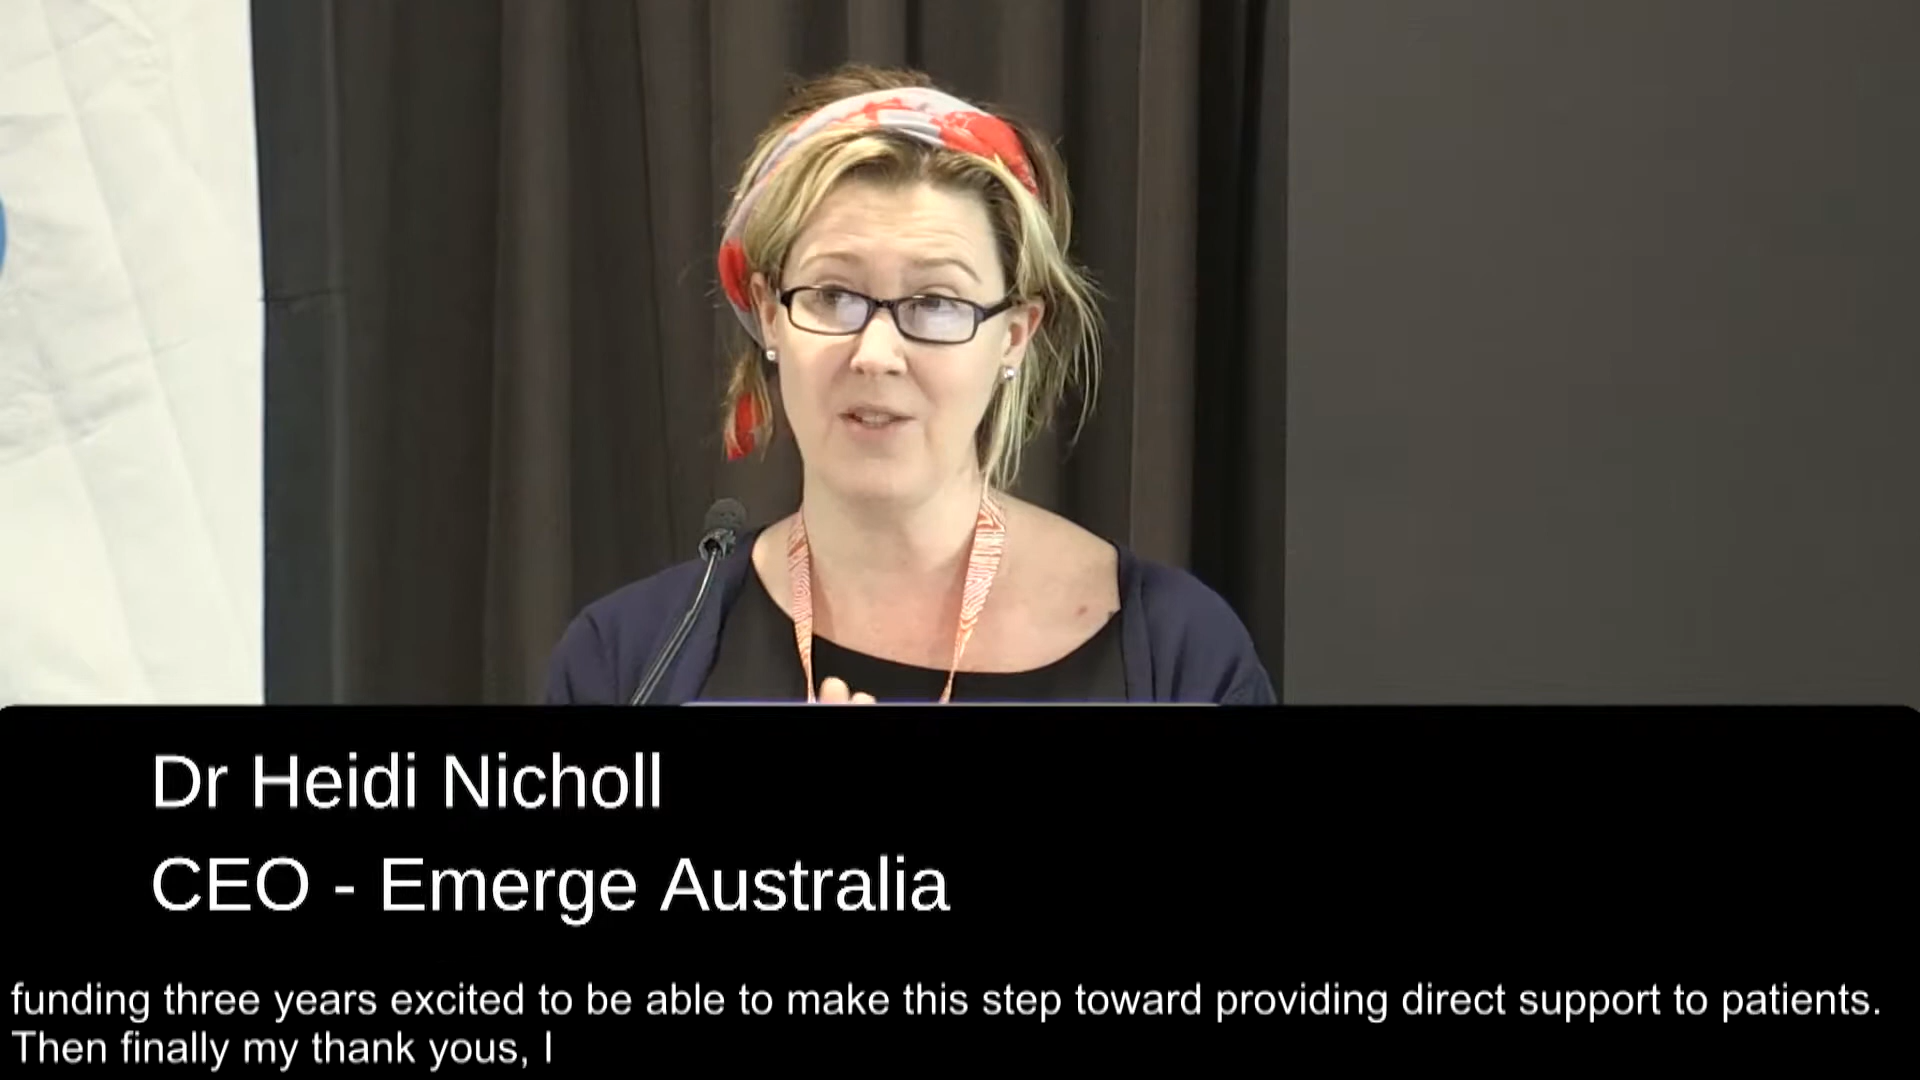 Dr Heidi Nicholl
CEO - Emerge Australia
funding three years excited to be able to make this step toward providing direct support to patients.
Then finally my thank yous, I